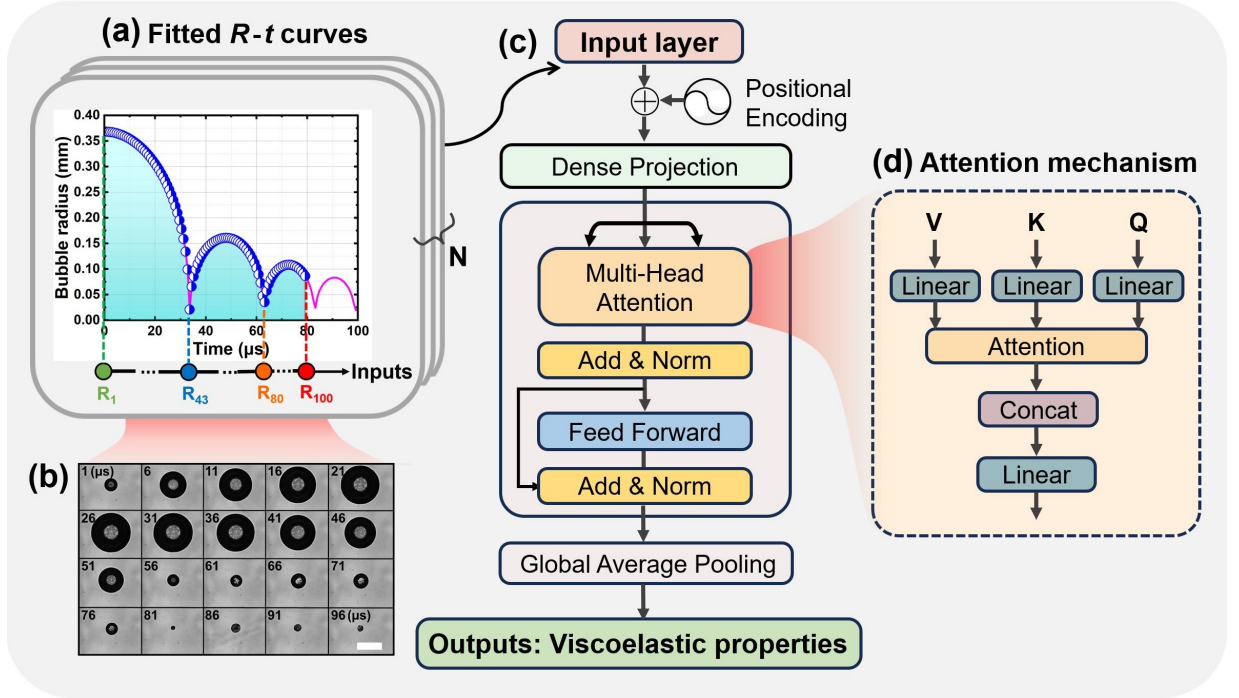 (a) Fitted R-t curves
Bubble radius (mm)
0.40
0.35
0.30
0.25
0.20
0.15
0.10
0.05
0.00
0 20 40 60 80 100
Time (µs)
Inputs
R1 R43 R80 R100
N
(b)
1 (µs) 6 11 16 21
26 31 36 41 46
51 56 61 66 71
76 81 86 91 96 (µs)
(c)
Input layer
Positional
Encoding
Dense Projection
Multi-Head
Attention
Add & Norm
Feed Forward
Add & Norm
Global Average Pooling
Outputs: Viscoelastic properties
(d) Attention mechanism
V K Q
Linear Linear Linear
Attention
Concat
Linear